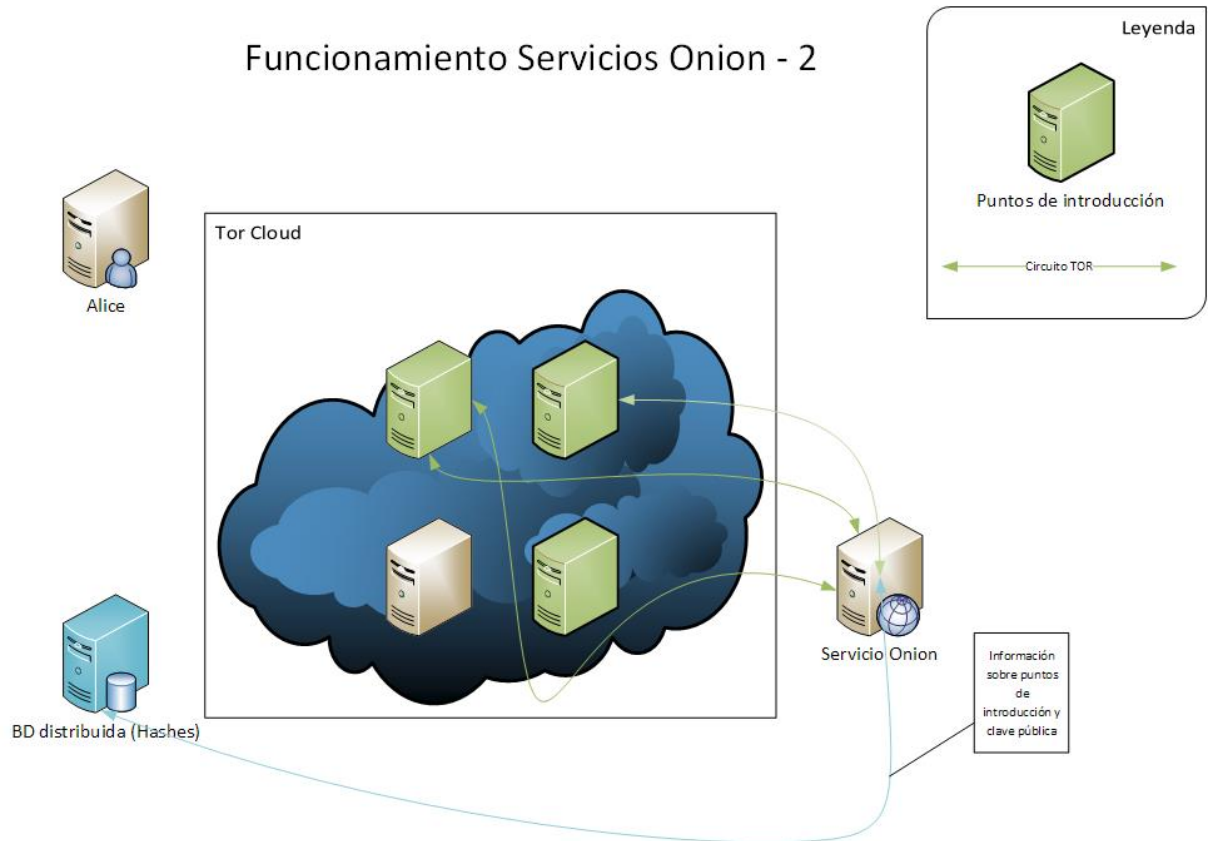 Funcionamiento Servicios Onion - 2
Leyenda
Puntos de introducción
Circuito TOR
Alice
Tor Cloud
Servicio Onion
BD distribuida (Hashes)
Información
sobre puntos
de
introducción y
clave pública